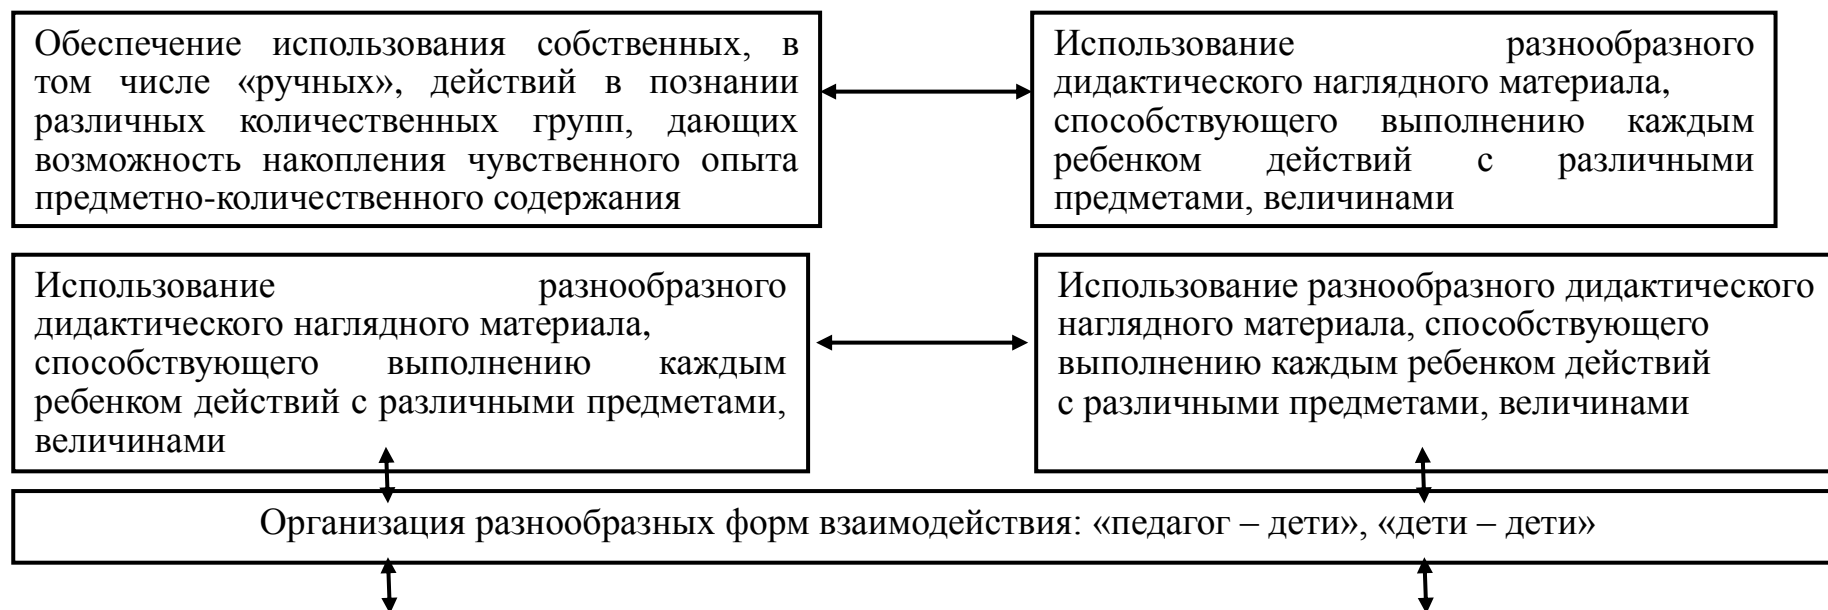 Обеспечение использования собственных, в
том числе «ручных», действий в познании
различных количественных групп, дающих
возможность накопления чувственного опыта
предметно-количественного содержания
Использование разнообразного
дидактического наглядного материала,
способствующего выполнению каждым
ребенком действий с различными
предметами, величинами
Использование разнообразного
дидактического наглядного материала,
способствующего выполнению каждым
ребенком действий с различными предметами,
величинами
Использование разнообразного дидактического
наглядного материала, способствующего
выполнению каждым ребенком действий
с различными предметами, величинами
Организация разнообразных форм взаимодействия: «педагог – дети», «дети – дети»